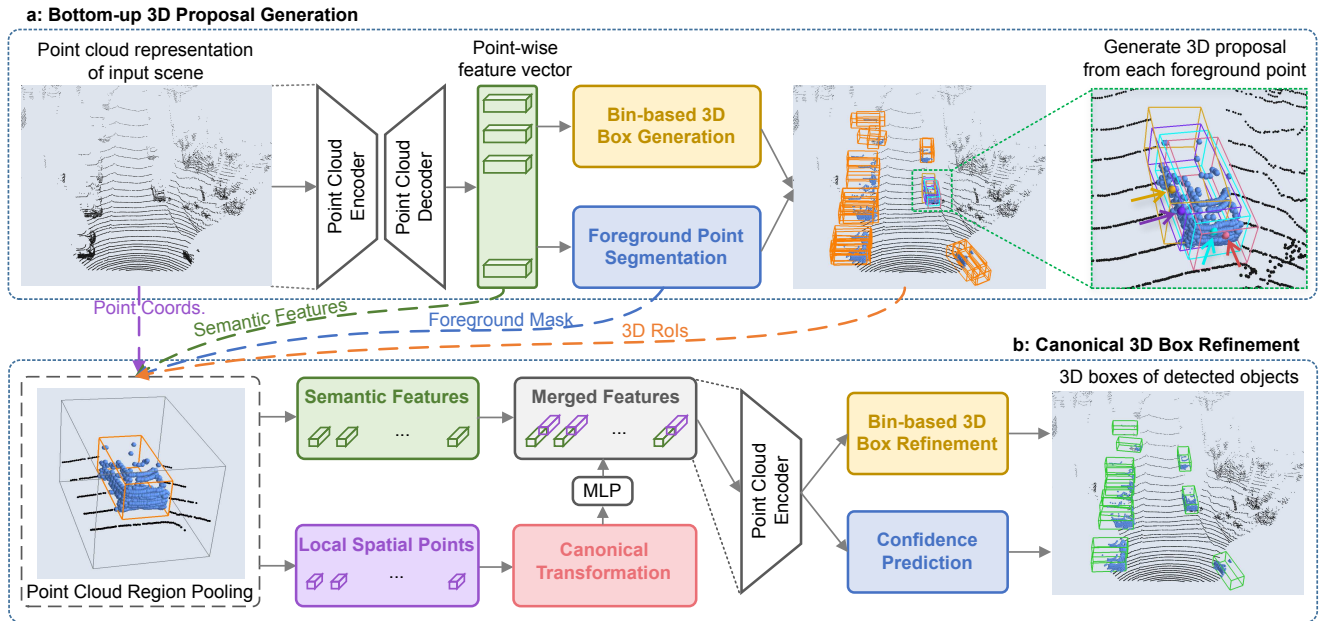 a: Bottom-up 3D Proposal Generation
Point cloud representation
of input scene
Point Cloud
Encoder
Point Cloud
Decoder
Point-wise
feature vector
Bin-based 3D
Box Generation
Foreground Point
Segmentation
Generate 3D proposal
from each foreground point
Point Coords.
Semantic Features
Foreground Mask
3D RoIs
b: Canonical 3D Box Refinement
Point Cloud Region Pooling
Semantic Features
...
Merged Features
...
MLP
Local Spatial Points
...
Canonical
Transformation
Point Cloud
Encoder
Bin-based 3D
Box Refinement
Confidence
Prediction
3D boxes of detected objects